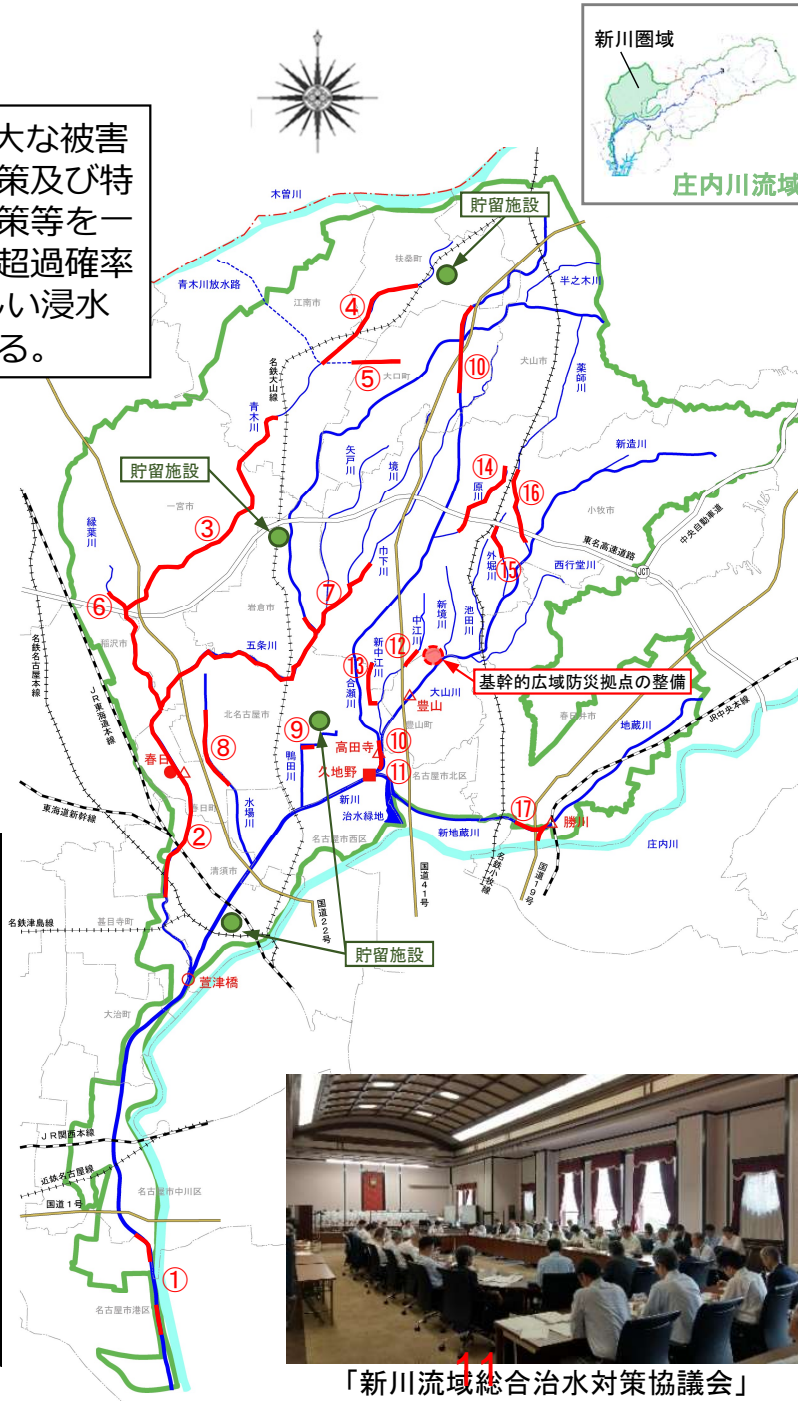 新川圏域
庄内川流域
大な被害
策及び特
策等を一
超過確率
しい浸水
る。
木曽川
貯留施設
扶桑町
青木川放水路
江南市
半之木川
④
⑤
⑩
大口町
犬山市
名鉄犬山線
薬師川
青木川
矢戸川
境川
新造川
貯留施設
⑭
原川
⑯
一宮市
小牧市
縁葉川
③
中央自動車道
東名高速道路
巾下川
外堀川
⑮
西行堂川
JCT
⑥
⑦
岩倉市
稲沢市
新境川
池田川
中江川
新中江川
⑫
五条川
⑬
名鉄名古屋本線
JR東海道本線
合瀬川
大山川
基幹的広域防災拠点の整備
豊山
北名古屋市
豊山町
春日井市
地蔵川
JR中央本線
⑧
⑨
高田寺
⑩
春日
鴨田川
久地野
⑪
名古屋市北区
春日町
新川
治水緑地
⑰
勝川
東海道新幹線
水場川
新地蔵川
庄内川
②
名古屋市西区
清須市
国道41号
名鉄小牧線
国道19号
国道22号
名鉄津島線
甚目寺町
貯留施設
萱津橋
大治町
JR関西本線
近鉄名古屋線
名古屋市中川区
国道1号
①
名古屋市港区
11
「新川流域総合治水対策協議会」